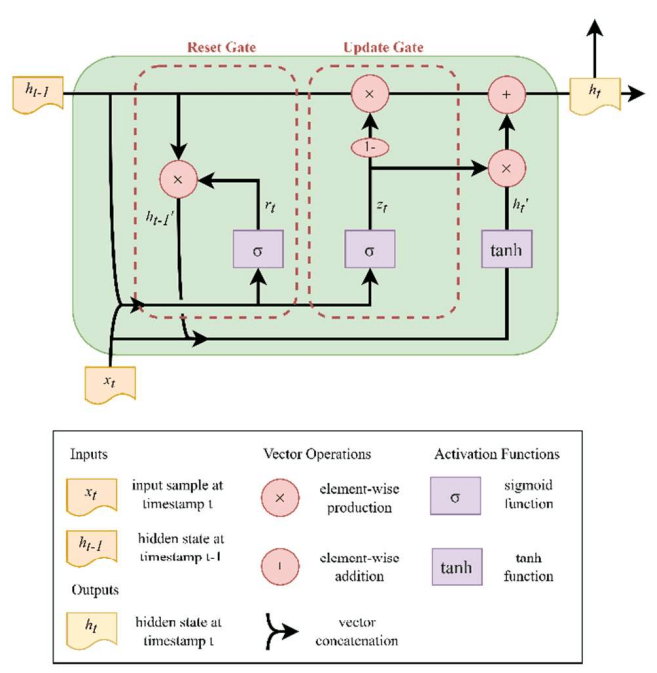 Reset Gate
Update Gate
h_{t-1}
×
+
h_t
1-
×
×
h_{t-1}'
r_t
z_t
h_t'
σ
σ
tanh
x_t
Inputs
Vector Operations
Activation Functions
x_t
input sample at
timestamp t
×
element-wise
production
σ
sigmoid
function
h_{t-1}
hidden state at
timestamp t-1
+
element-wise
addition
tanh
tanh
function
Outputs
h_t
hidden state at
timestamp t
vector
concatenation